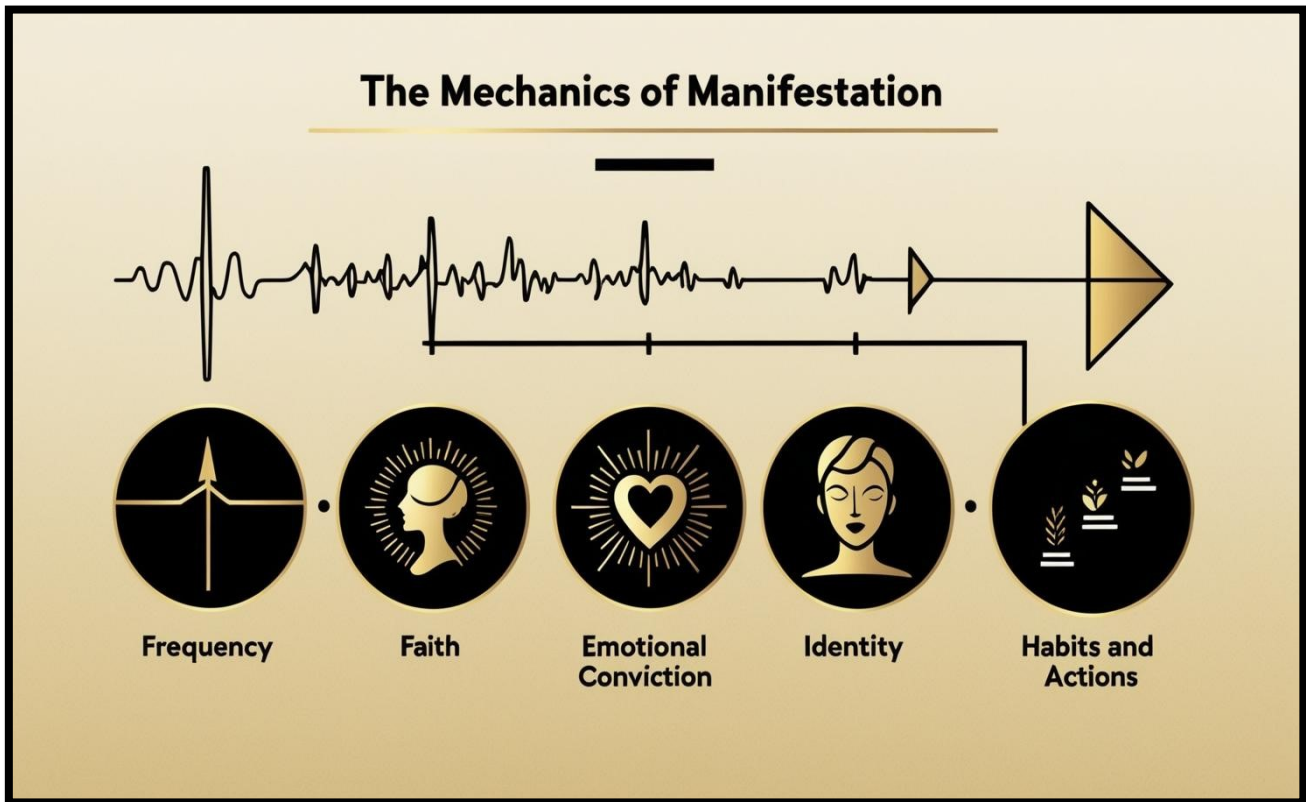 The Mechanics of Manifestation
Frequency
Faith
Emotional
Conviction
Identity
Habits and
Actions